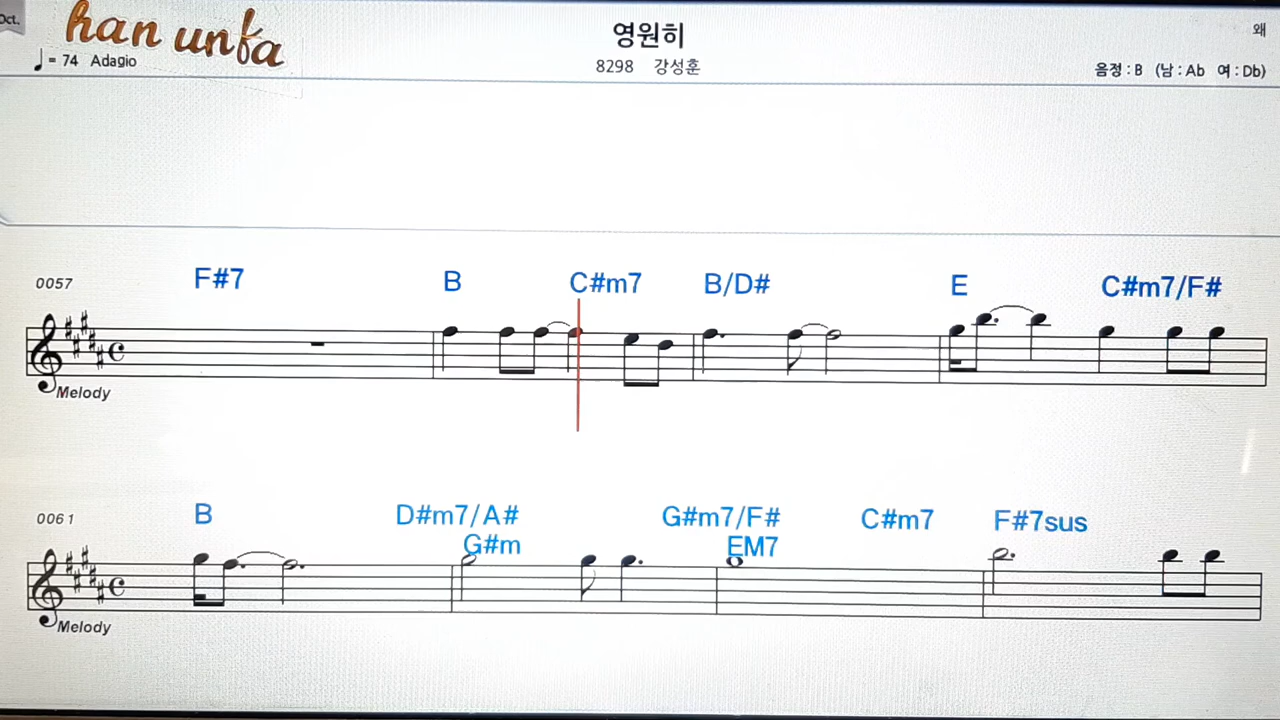 Oct.
han unfa
영원히
왜
♩= 74 Adagio
8298 강성훈
음정 : B (남 : Ab 여 : Db)
0057
F#7 B C#m7 B/D# E C#m7/F#
Melody
0061
B D#m7/A# G#m7/F# C#m7 F#7sus
G#m EM7
Melody